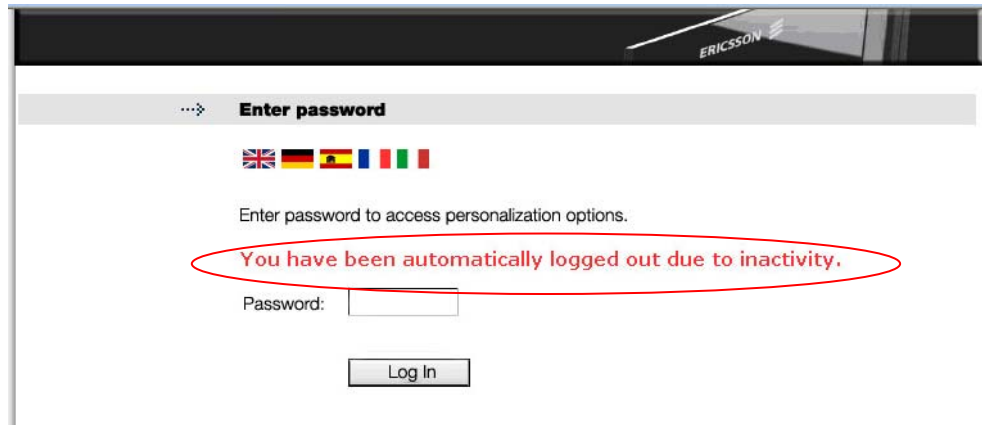 ERICSSON
Enter password
Enter password to access personalization options.
You have been automatically logged out due to inactivity.
Password:
Log In